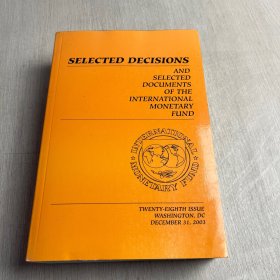 SELECTED DECISIONS
AND
SELECTED
DOCUMENTS
OF THE
INTERNATIONAL
MONETARY
FUND
INTERNATIONAL
MONETARY FUND
TWENTY-EIGHTH ISSUE
WASHINGTON, DC
DECEMBER 31, 2003